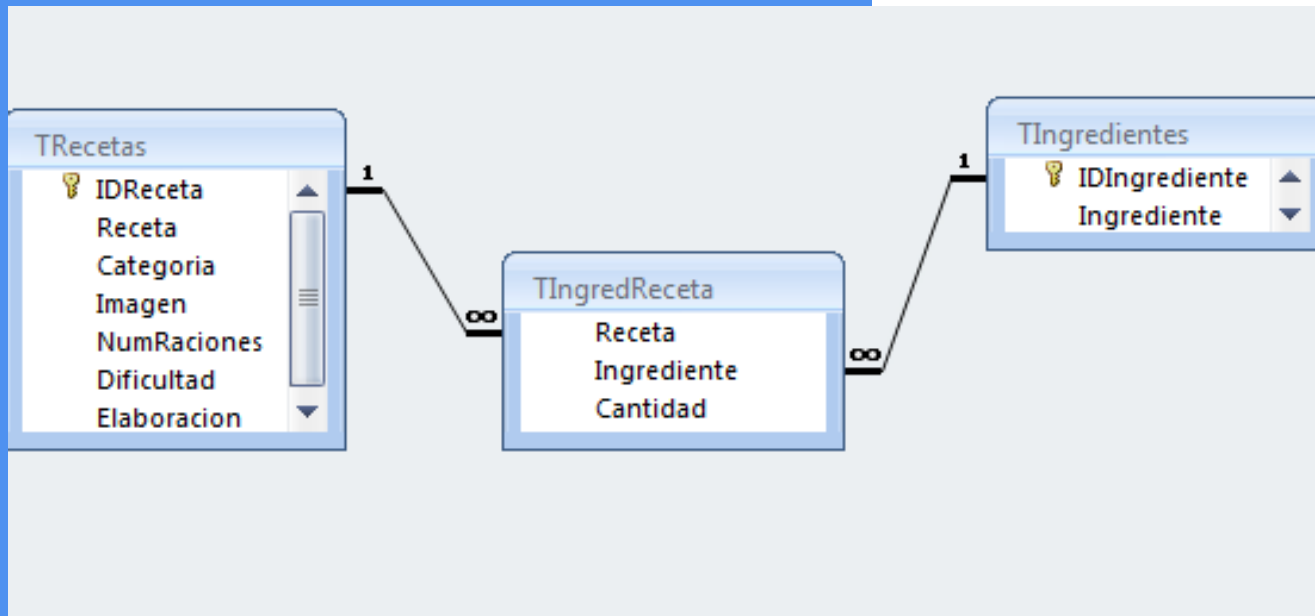 TRecetas
IDReceta
Receta
Categoria
Imagen
NumRaciones
Dificultad
Elaboracion
1
∞
TIngredReceta
Receta
Ingrediente
Cantidad
∞
1
TIngredientes
IDIngrediente
Ingrediente